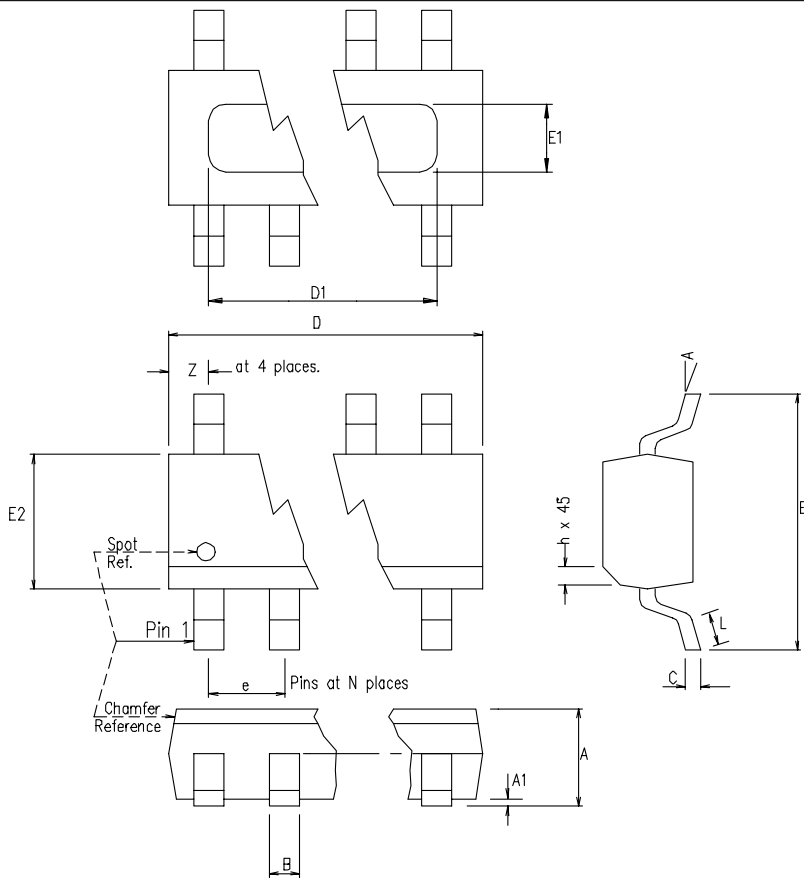 E1
D1
D
Z at 4 places.
A
E2
h x 45
E
Spot
Ref.
Pin 1
L
e Pins at N places
C
Chamfer
Reference
A
A1
B